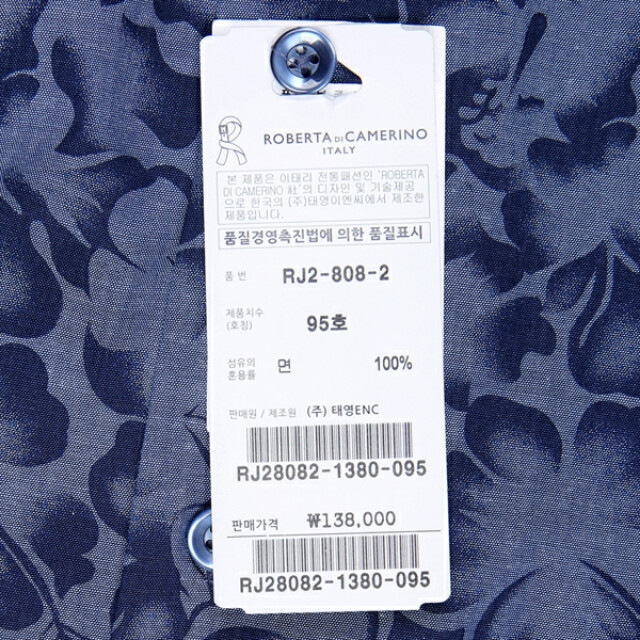 ROBERTA DI CAMERINO
ITALY
본 제품은 이태리 전통패션인 'ROBERTA
DI CAMERINO 社'의 디자인 및 기술제공
으로 한국의 (주)태영이엔씨에서 제조한
제품입니다.
품질경영촉진법에 의한 품질표시
품 번 RJ2-808-2
제품치수
(호칭) 95호
섬유의
혼용률 면 100%
판매원 / 제조원 (주) 태영ENC
RJ28082-1380-095
판매가격 ₩138,000
RJ28082-1380-095